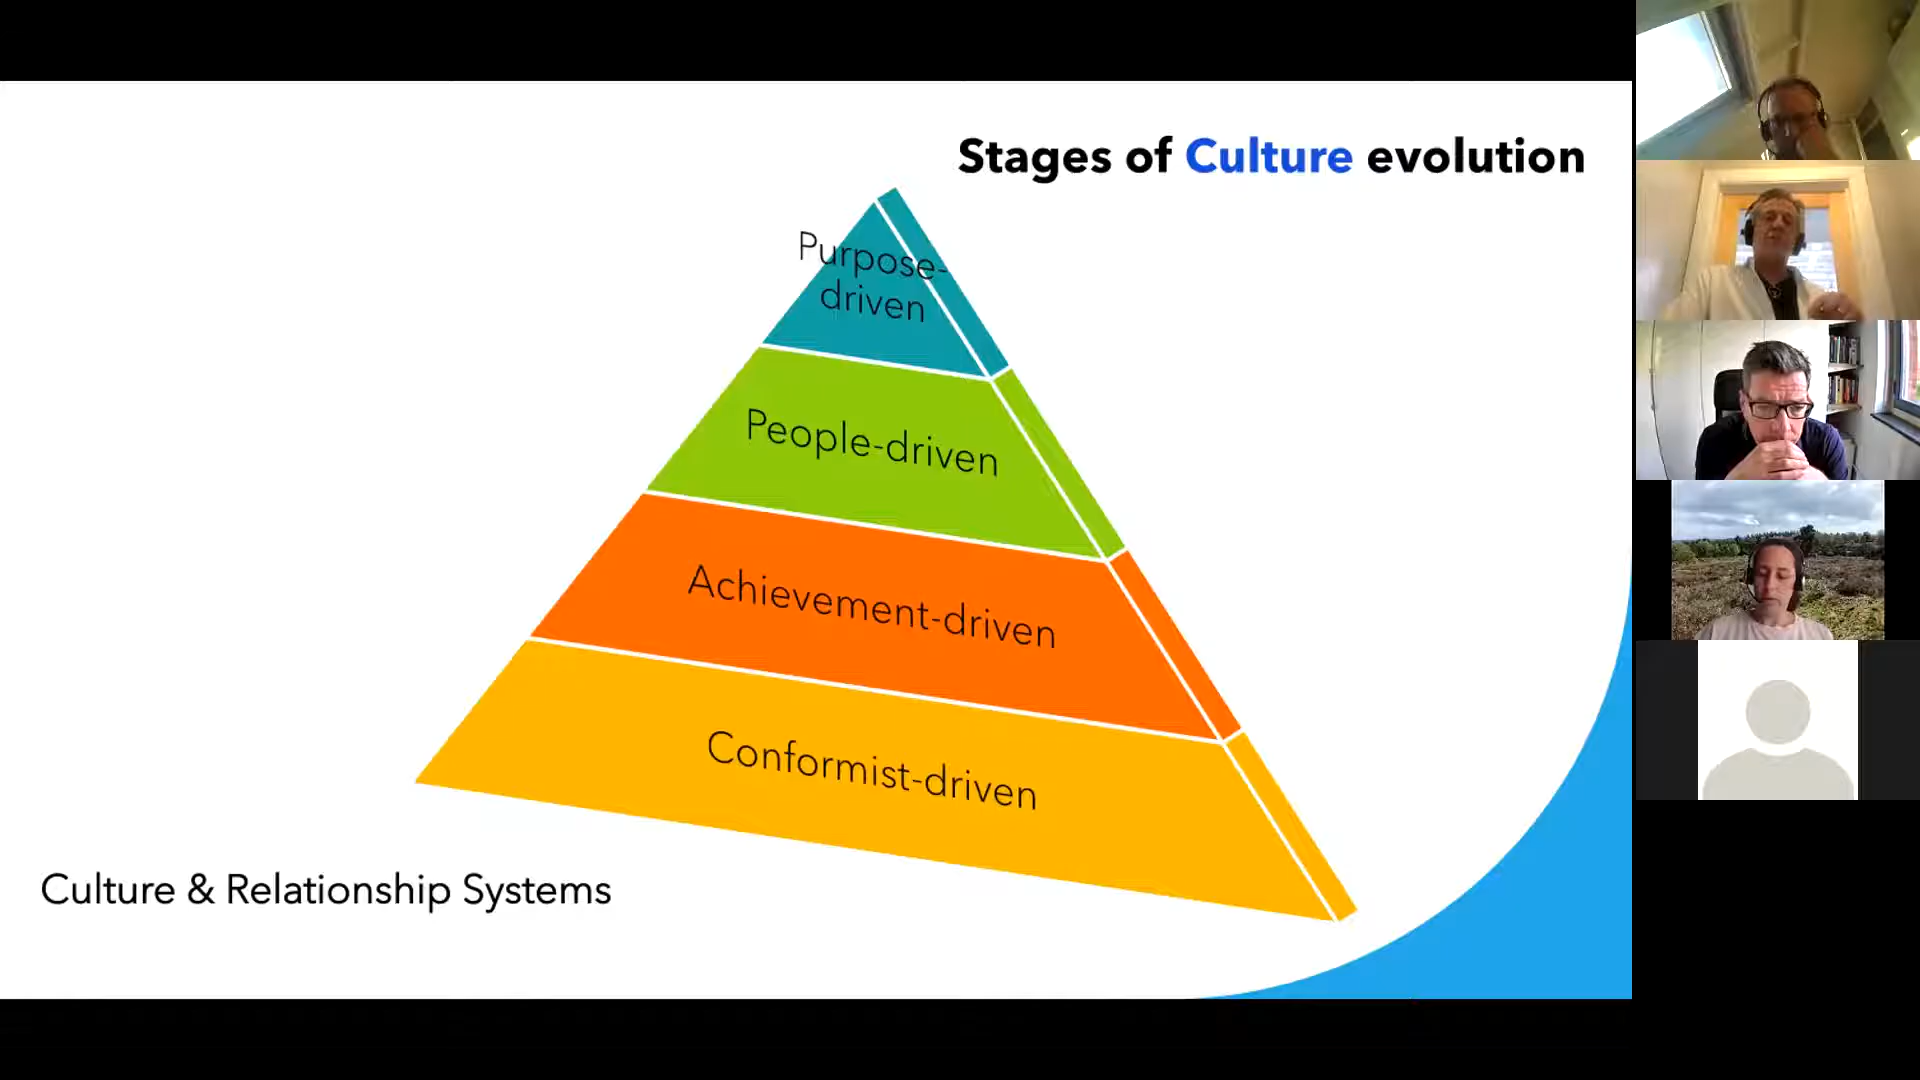 Stages of Culture evolution
Purpose-
driven
People-driven
Achievement-driven
Conformist-driven
Culture & Relationship Systems